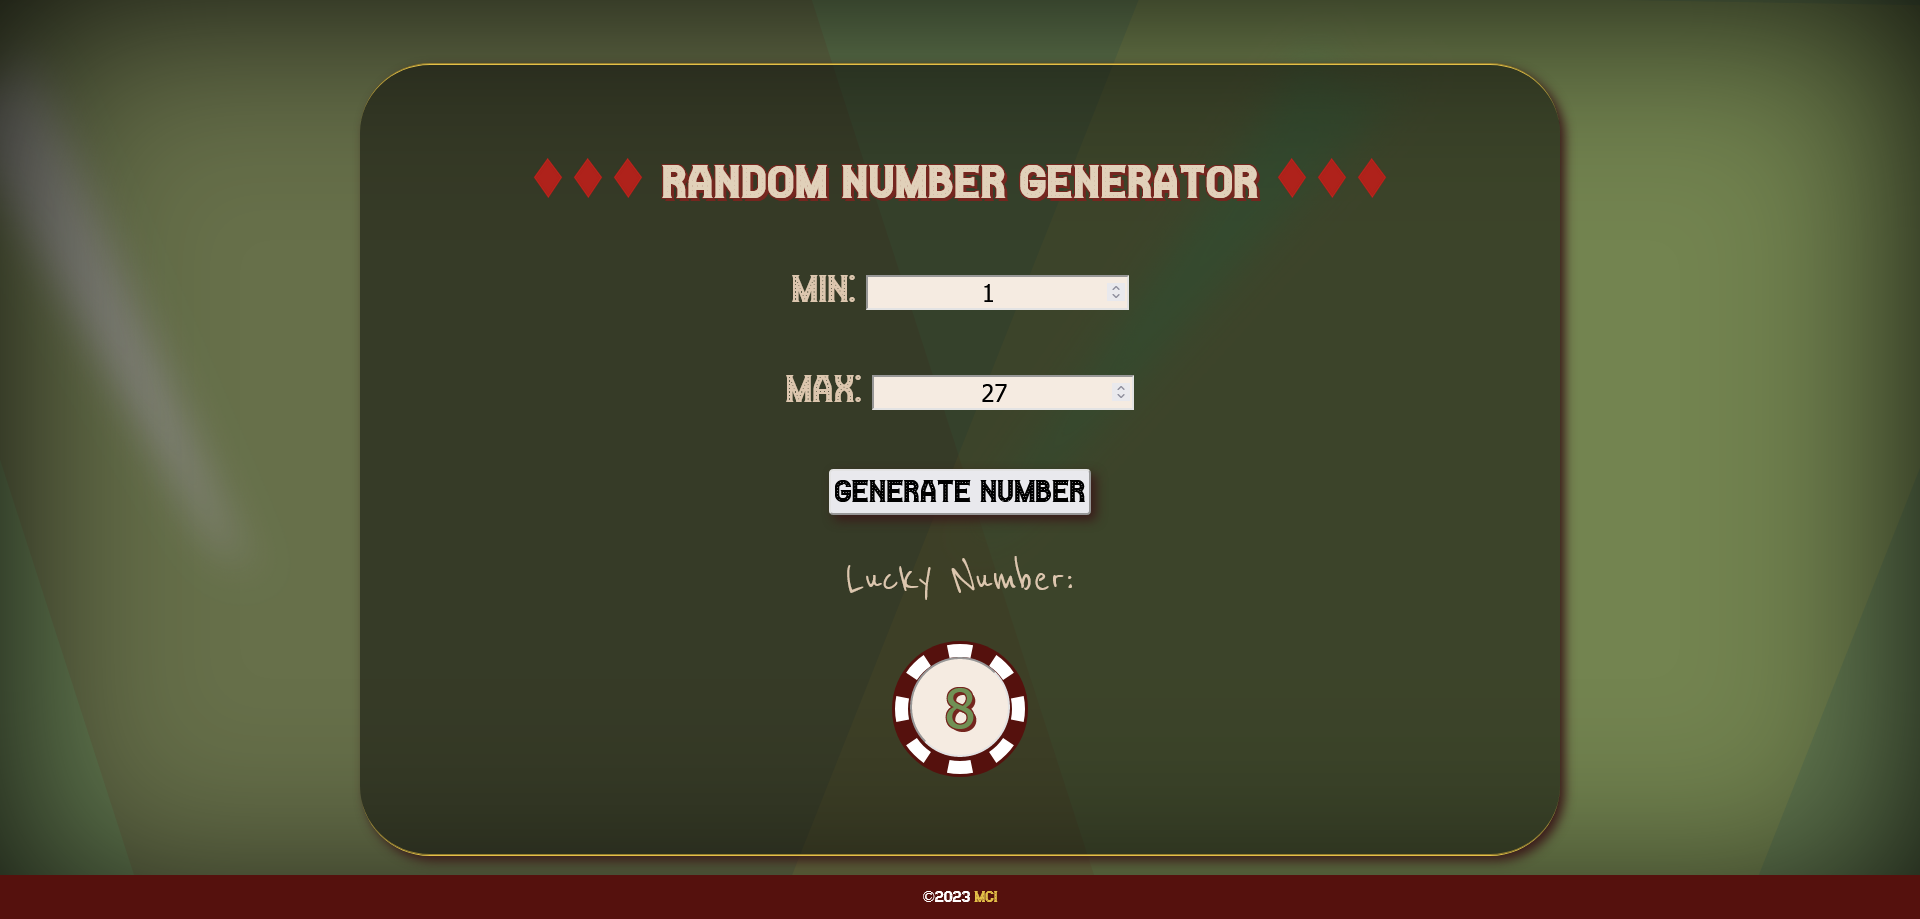 ♦♦♦ RANDOM NUMBER GENERATOR ♦♦♦
MIN: 1
MAX: 27
GENERATE NUMBER
Lucky Number:
8
©2023 MCI